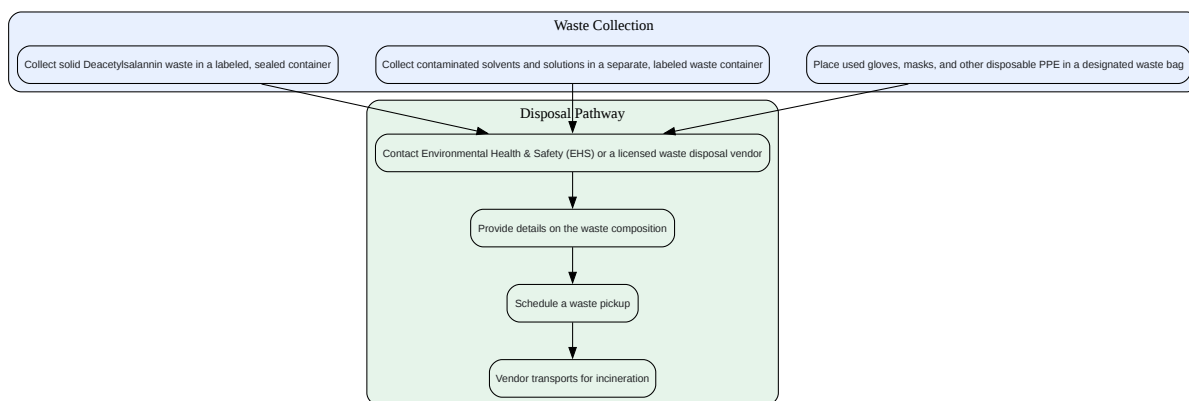 Waste Collection
Collect solid Deacetylsalannin waste in a labeled, sealed container
Collect contaminated solvents and solutions in a separate, labeled waste container
Place used gloves, masks, and other disposable PPE in a designated waste bag
Disposal Pathway
Contact Environmental Health & Safety (EHS) or a licensed waste disposal vendor
Provide details on the waste composition
Schedule a waste pickup
Vendor transports for incineration